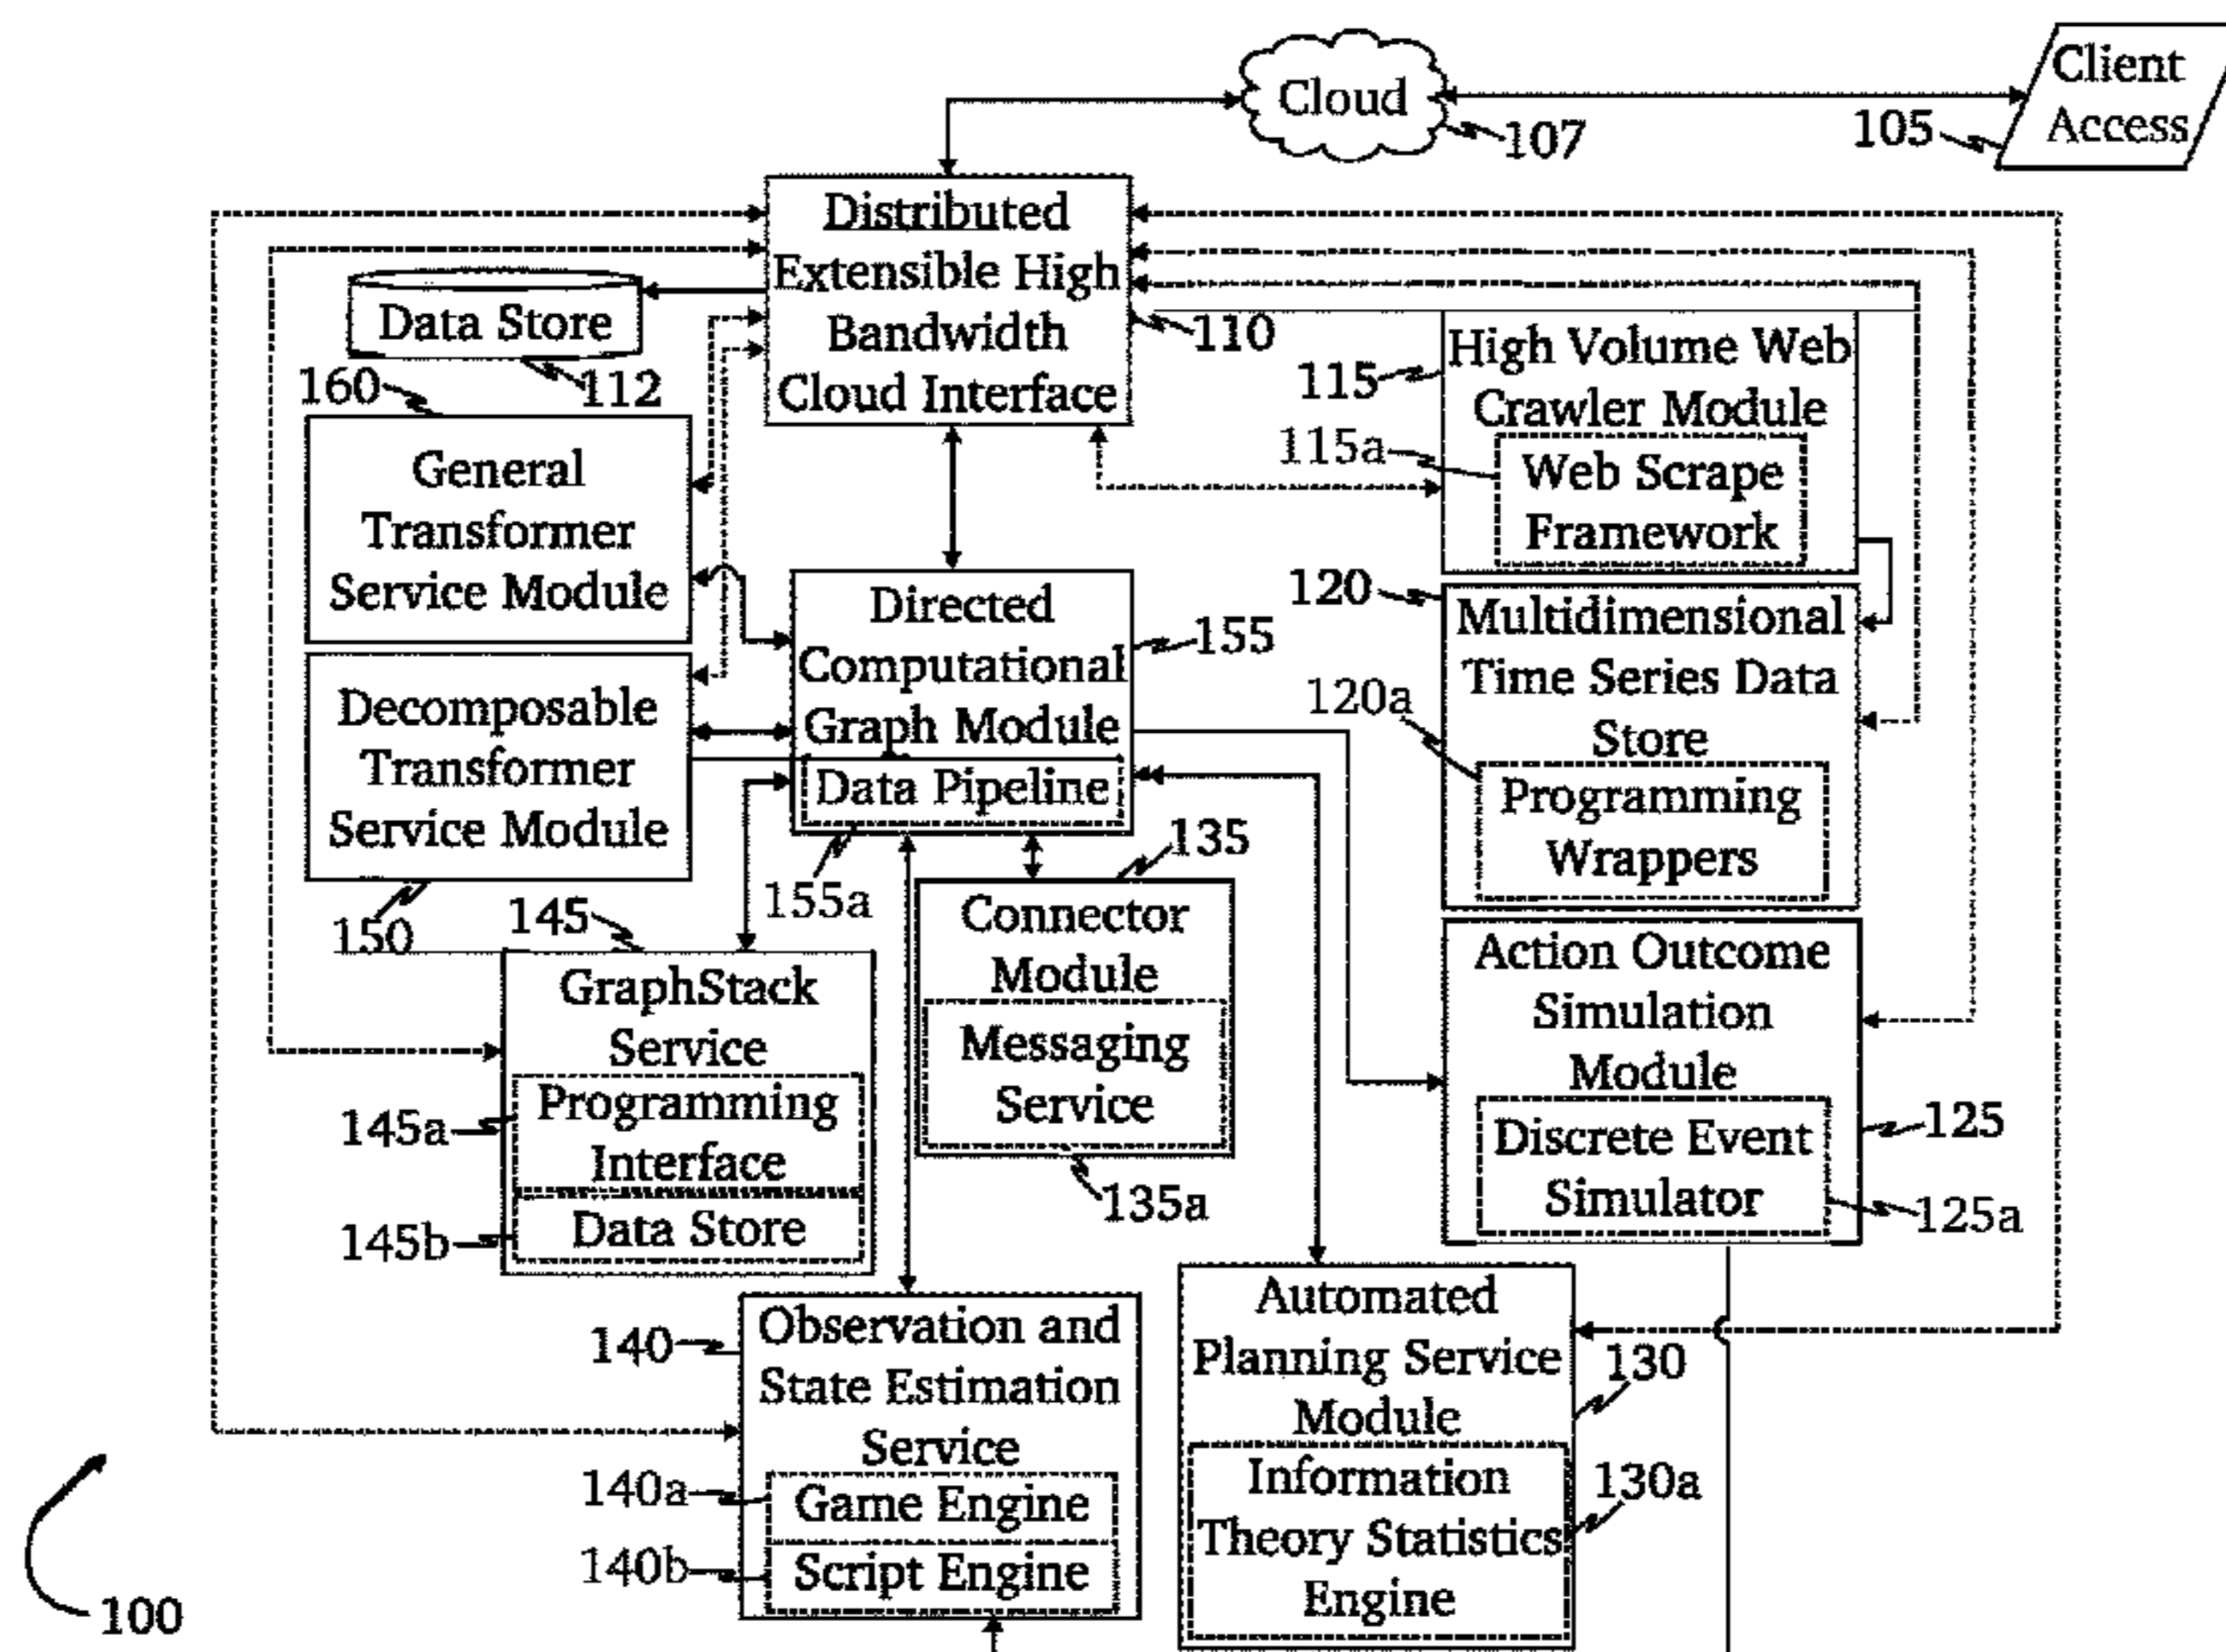 Cloud
107
Client
Access
105
Distributed
Extensible High
Bandwidth
Cloud Interface
110
Data Store
112
160
General
Transformer
Service Module
115
High Volume Web
Crawler Module
115a
Web Scrape
Framework
Directed
Computational
Graph Module
Data Pipeline
155
155a
120
Multidimensional
Time Series Data
Store
120a
Programming
Wrappers
Decomposable
Transformer
Service Module
150
135
Connector
Module
Messaging
Service
135a
145
GraphStack
Service
145a
Programming
Interface
145b
Data Store
Action Outcome
Simulation
Module
125
Discrete Event
Simulator
125a
140
Observation and
State Estimation
Service
140a
Game Engine
140b
Script Engine
Automated
Planning Service
Module
130
Information
Theory Statistics
Engine
130a
100